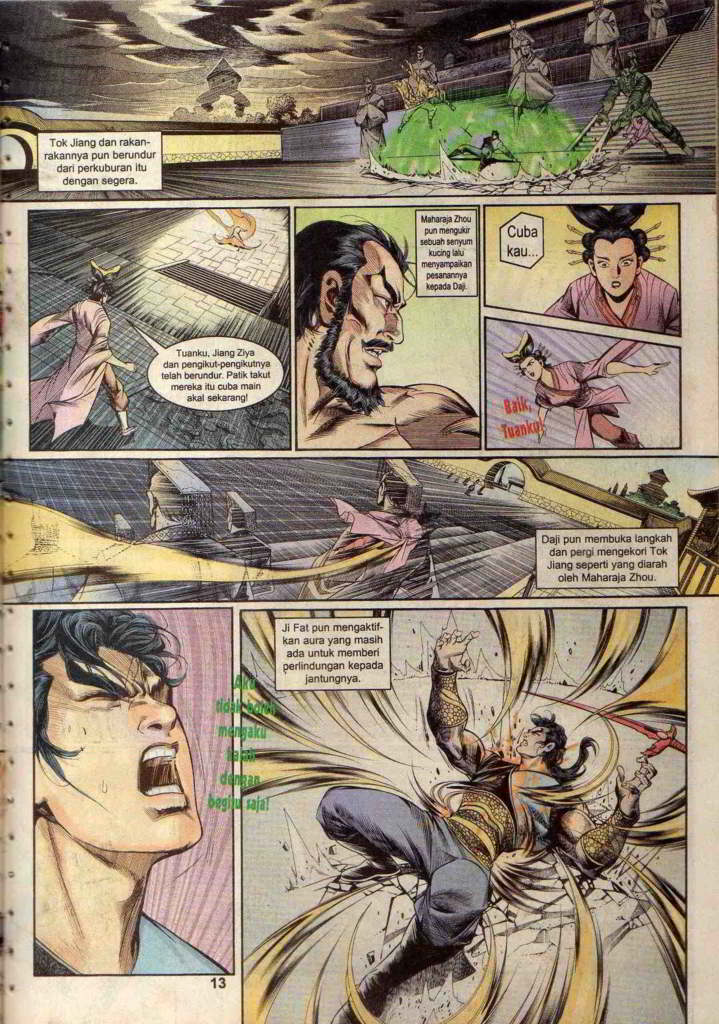 Tok Jiang dan rakan-
rakannya pun berundur
dari perkuburan itu
dengan segera.
Tuanku, Jiang Ziya
dan pengikut-pengikutnya
telah berundur. Patik takut
mereka itu cuba main
akal sekarang!
Maharaja Zhou
pun mengukir
sebuah senyum
kucing lalu
menyampaikan
pesanannya
kepada Daji.
Cuba
kau...
Baik,
Tuanku!
Daji pun membuka langkah
dan pergi mengekori Tok
Jiang seperti yang diarah
oleh Maharaja Zhou.
Aku
tidak boleh
mengaku
kalah
dengan
begitu saja!
Ji Fat pun mengaktif-
kan aura yang masih
ada untuk memberi
perlindungan kepada
jantungnya.
13